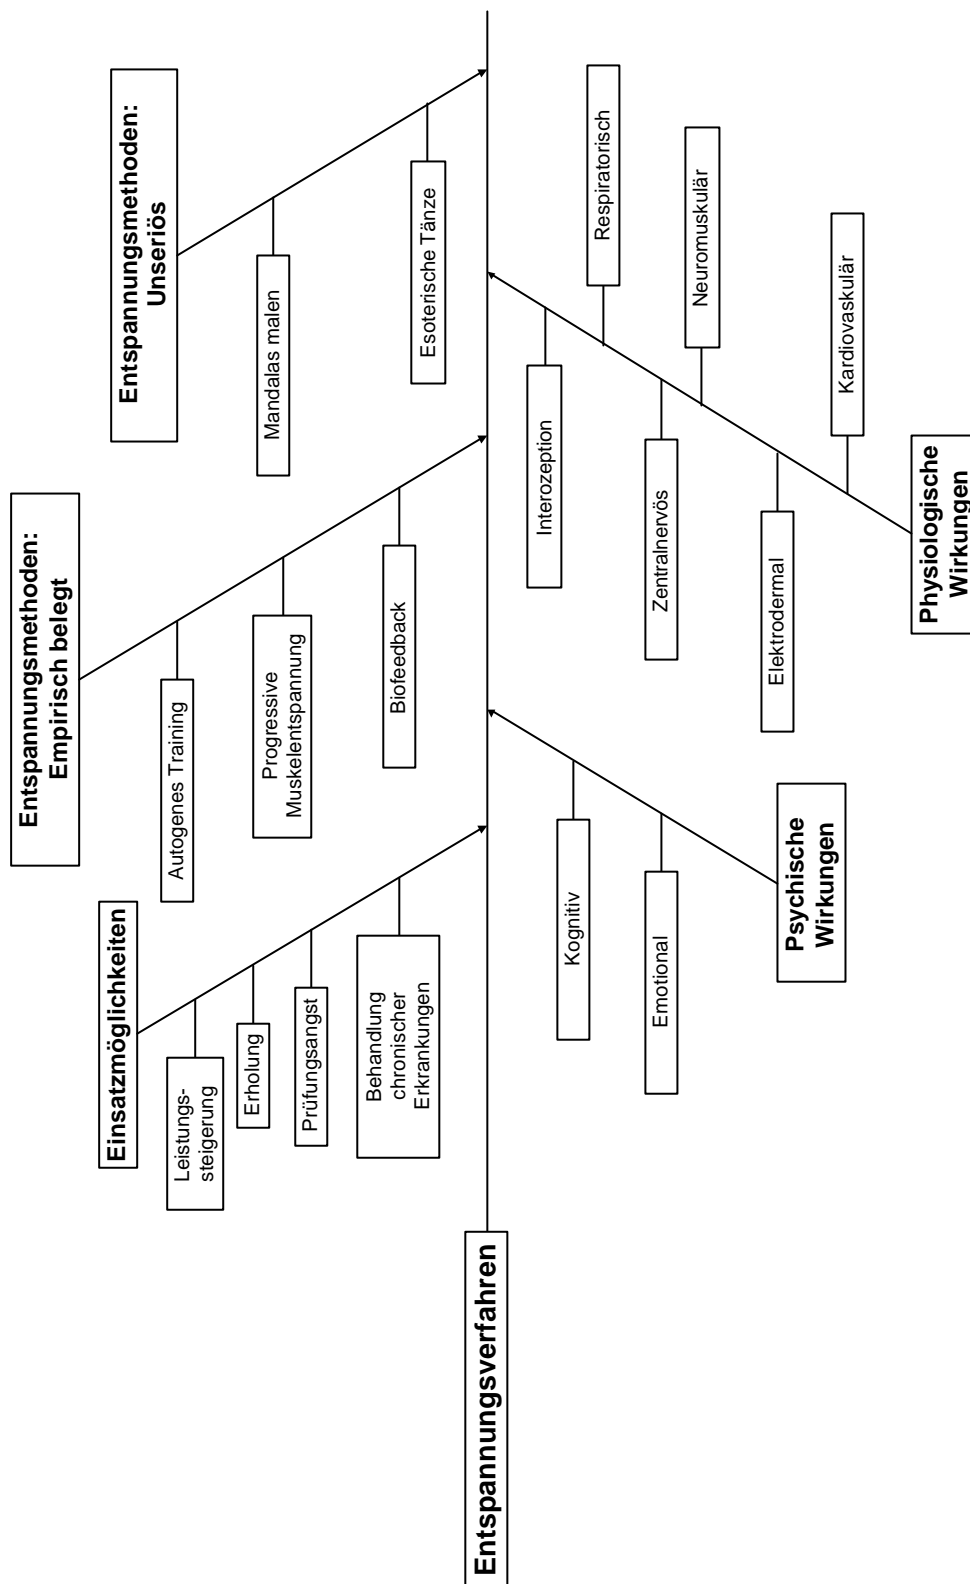 Entspannungsverfahren
Einsatzmöglichkeiten
Leistungs-
steigerung
Erholung
Prüfungsangst
Behandlung
chronischer
Erkrankungen
Entspannungsmethoden:
Empirisch belegt
Autogenes Training
Progressive
Muskelentspannung
Biofeedback
Entspannungsmethoden:
Unseriös
Mandalas malen
Esoterische Tänze
Psychische
Wirkungen
Kognitiv
Emotional
Physiologische
Wirkungen
Interozeption
Respiratorisch
Zentralnervös
Neuromuskulär
Elektrodermal
Kardiovaskulär